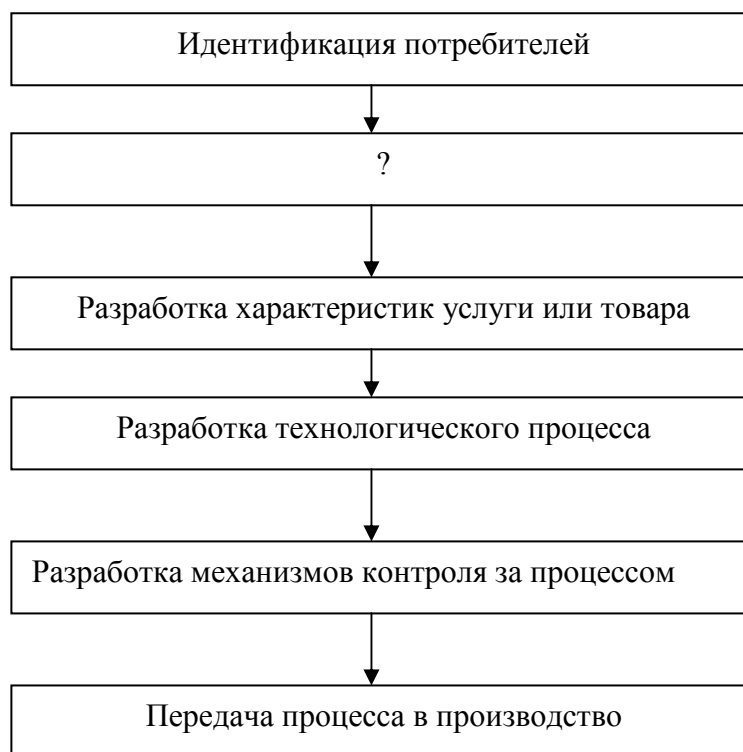 Идентификация потребителей
?
Разработка характеристик услуги или товара
Разработка технологического процесса
Разработка механизмов контроля за процессом
Передача процесса в производство